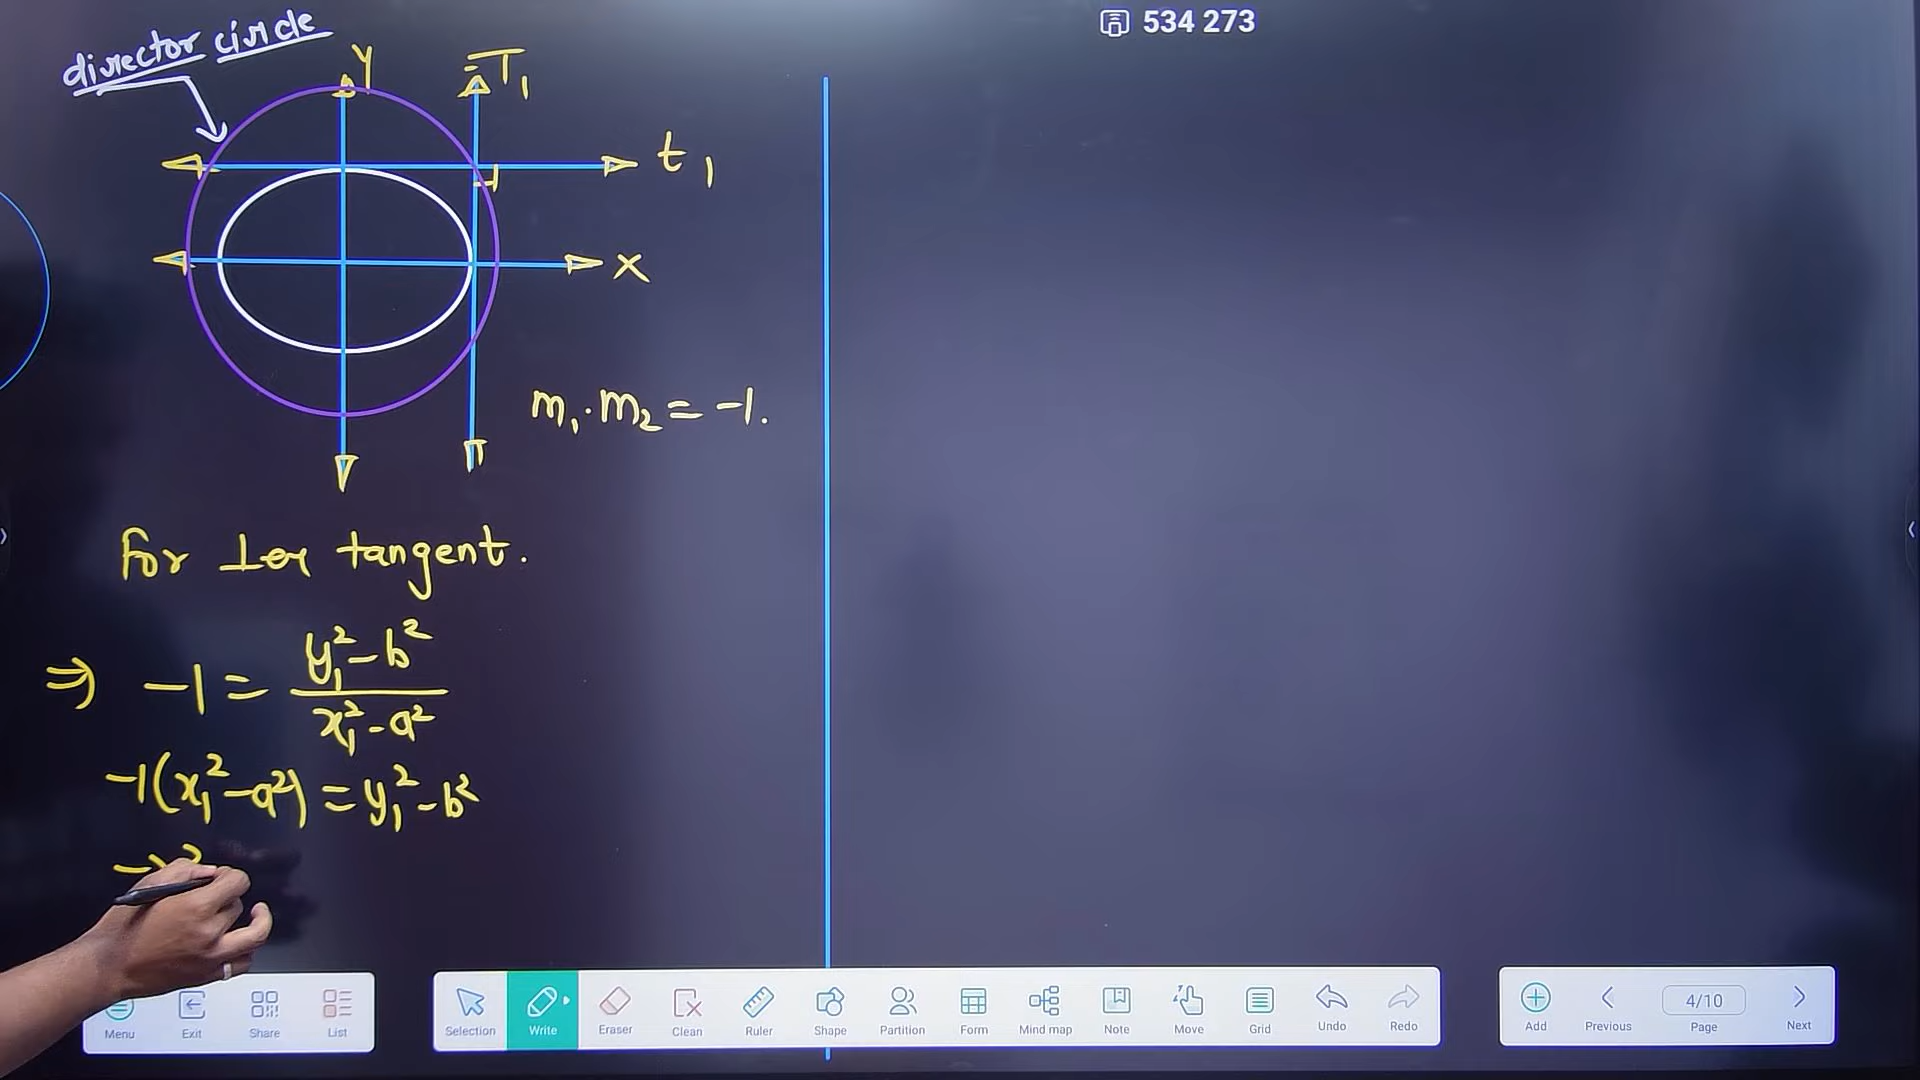 534 273
director circle
Y
T₁
t₁
x
m₁.m₂ = -1.
For ⊥er tangent.
⇒ -1 = (y₁² - b²) / (x₁² - a²)
-1(x₁² - a²) = y₁² - b²
Menu Exit Share List
Selection Write Eraser Clean Ruler Shape Partition Form Mind map Note Move Grid Undo Redo
Add Previous 4/10 Page Next